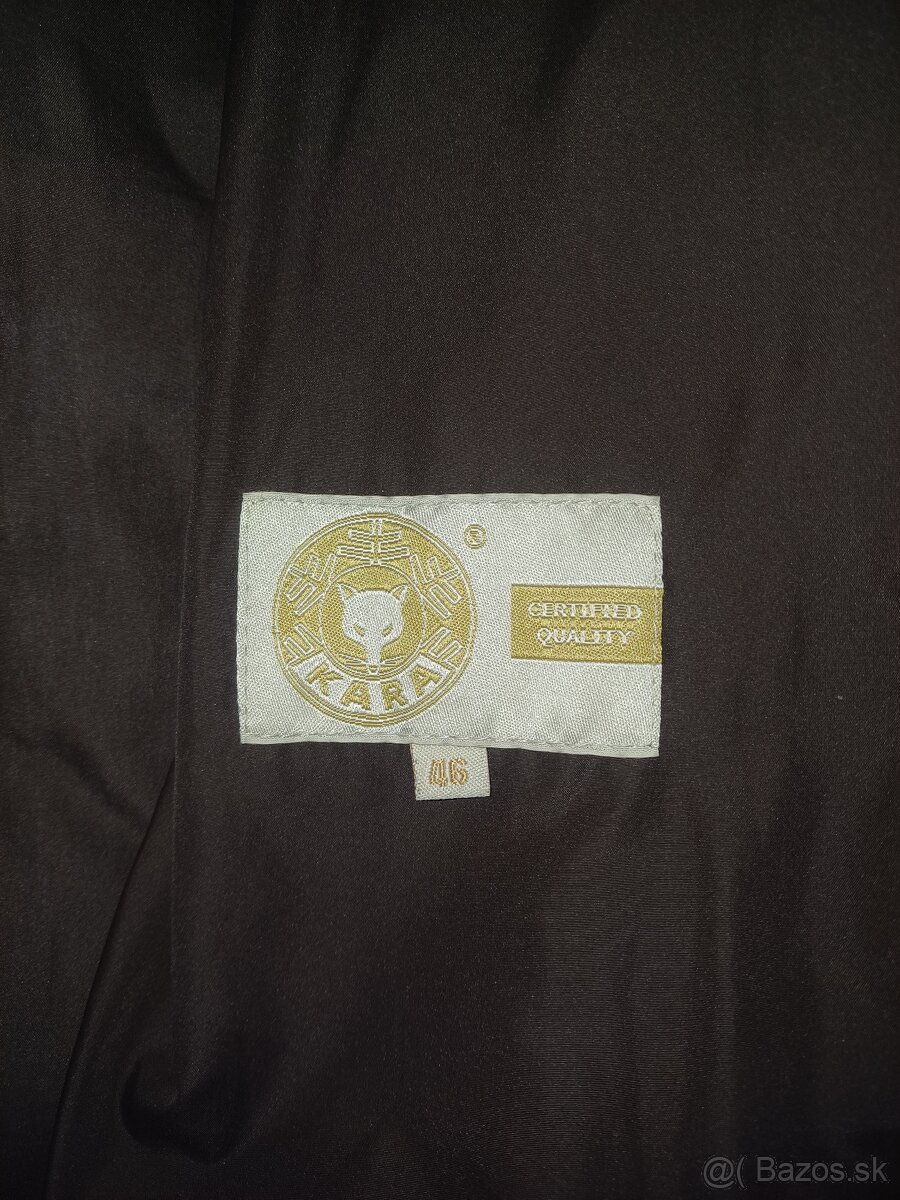 ®
KARA
CERTIFIED
QUALITY
46
@( Bazos.sk